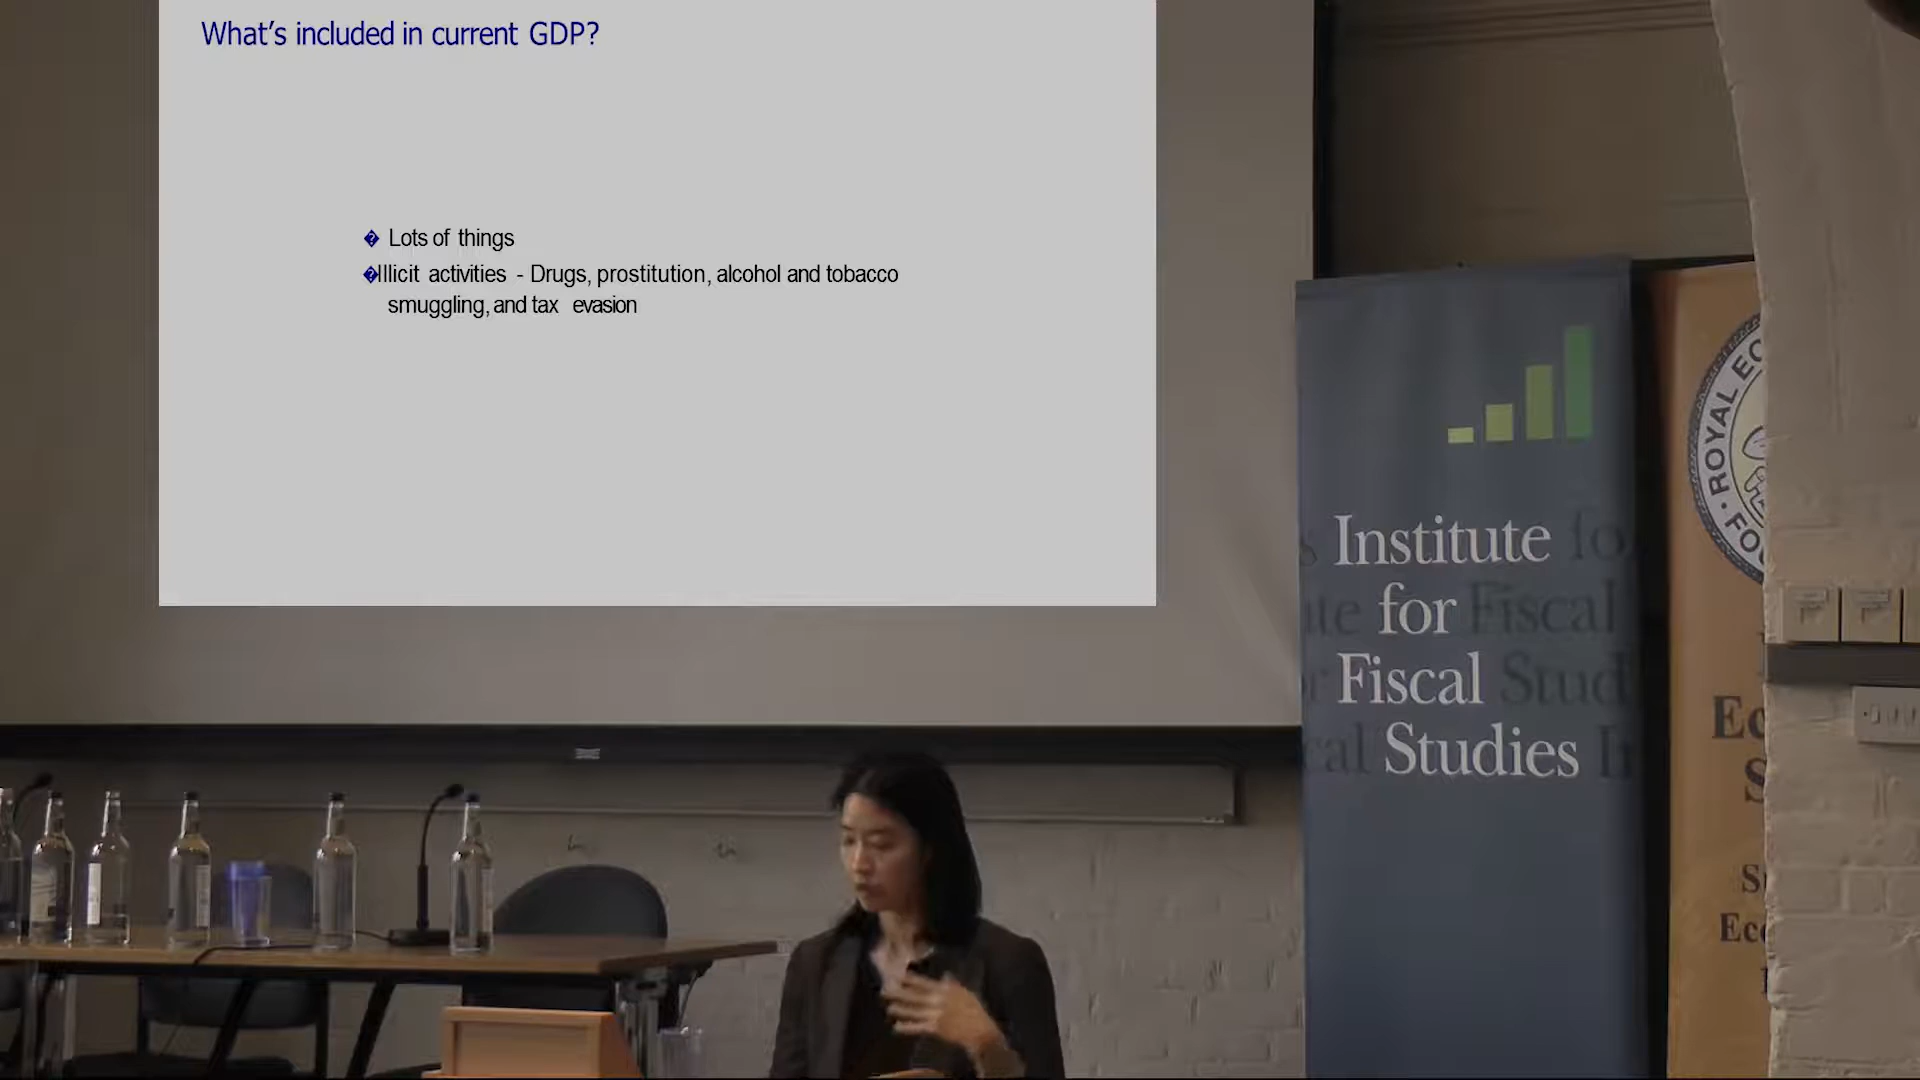 What's included in current GDP?
� Lots of things
�Illicit activities - Drugs, prostitution, alcohol and tobacco
smuggling, and tax evasion
Institute
for
Fiscal
Studies
ROYAL